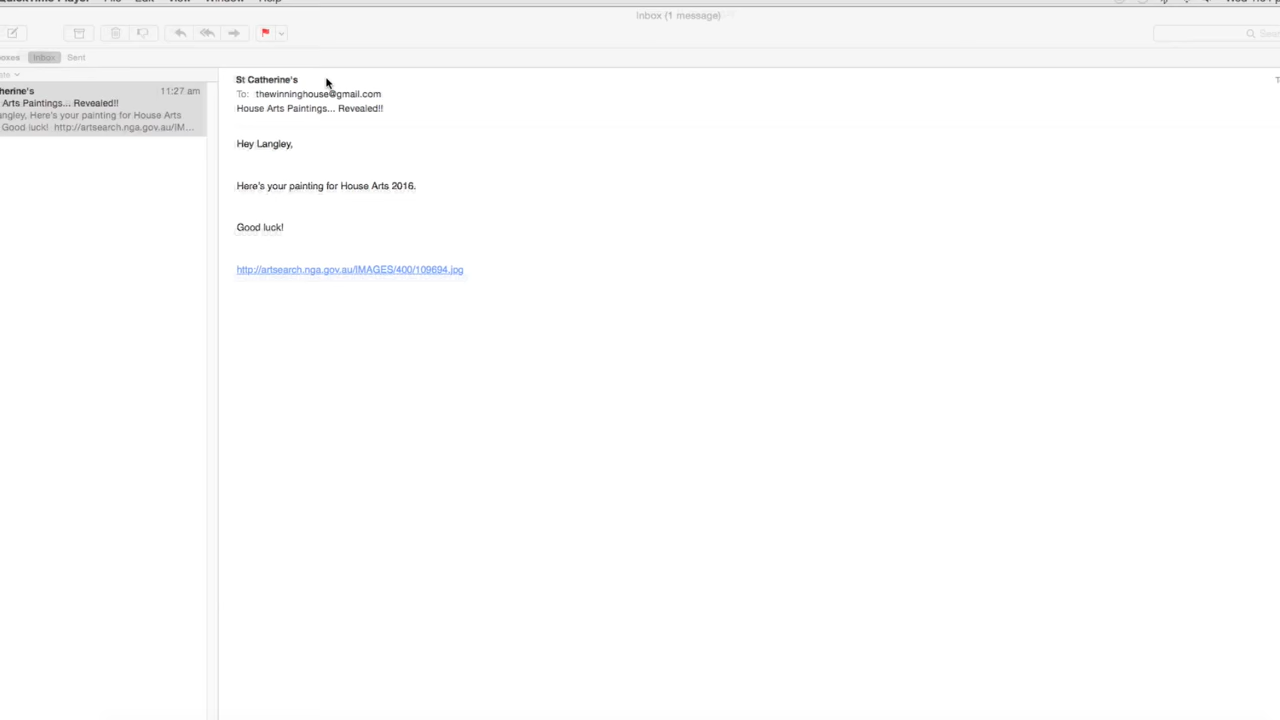 Inbox (1 message)
Inbox
Sent
11:27 am
Arts Paintings... Revealed!!
Here's your painting for House Arts
Good luck! http://artsearch.nga.gov.au/IM...
St Catherine's
To: thewinninghouse@gmail.com
House Arts Paintings... Revealed!!
Hey Langley,
Here's your painting for House Arts 2016.
Good luck!
http://artsearch.nga.gov.au/IMAGES/400/109694.jpg